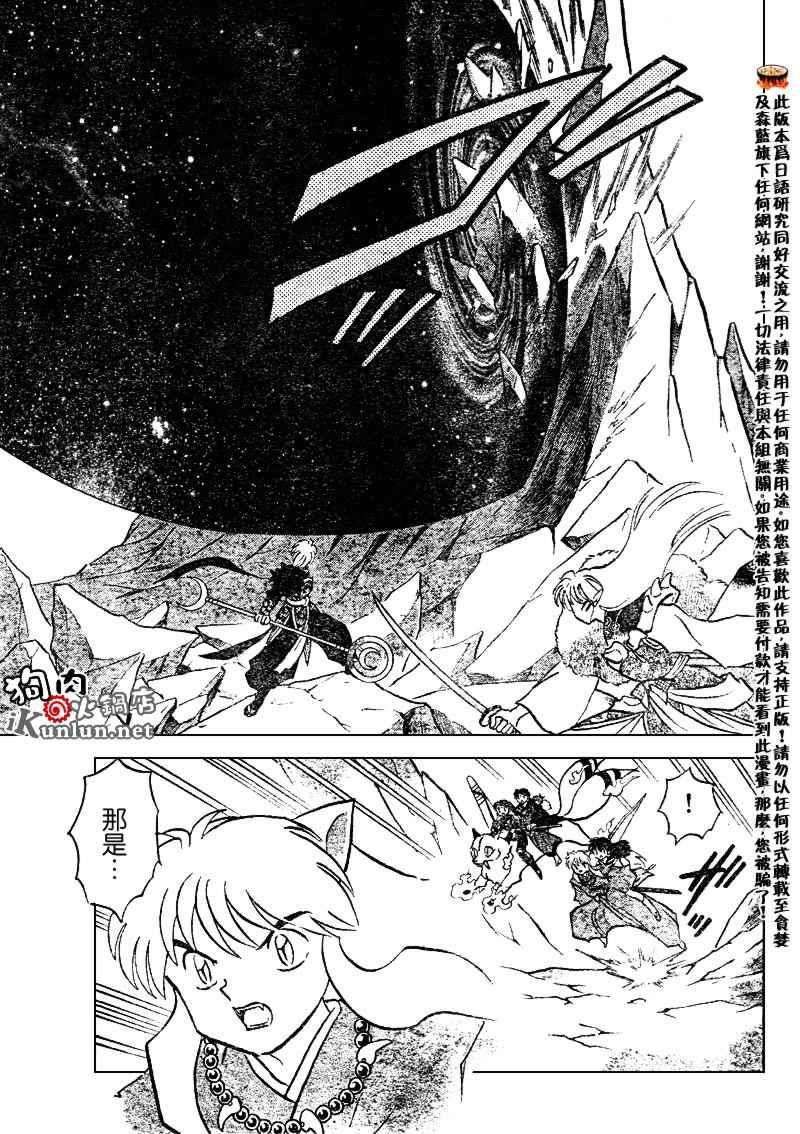 此版本爲日語研究同好交流之用，請勿用于任何商業用途。如您喜歡此作品，請支持正版！請勿以任何形式轉載至貪婪
及森藍旗下任何網站，謝謝！一切法律責任與本組無關。如果您被告知需要付款才能看到此漫畫，那麼，您被騙了！
狗肉
火鍋店
iKunlun.net
！
那是…